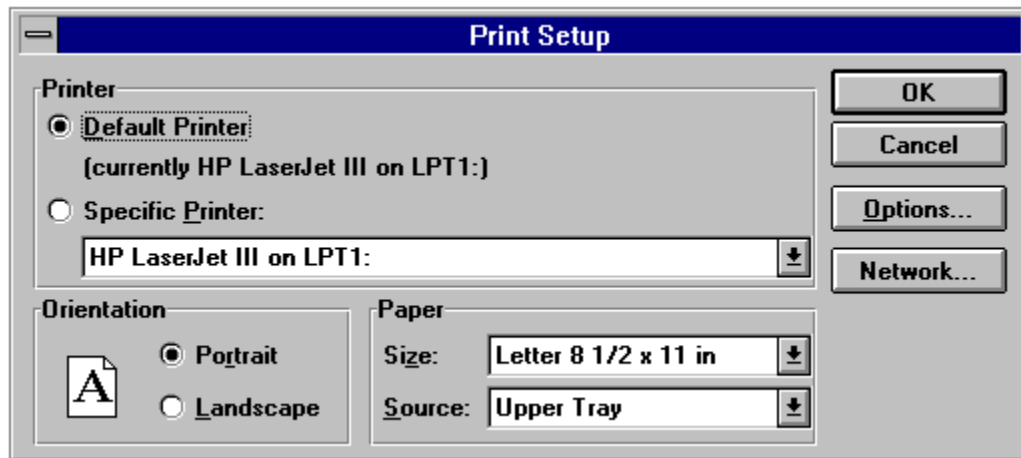 Print Setup
Printer
Default Printer
(currently HP LaserJet III on LPT1:)
Specific Printer:
HP LaserJet III on LPT1:
OK
Cancel
Options...
Network...
Orientation
A
Portrait
Landscape
Paper
Size: Letter 8 1/2 x 11 in
Source: Upper Tray